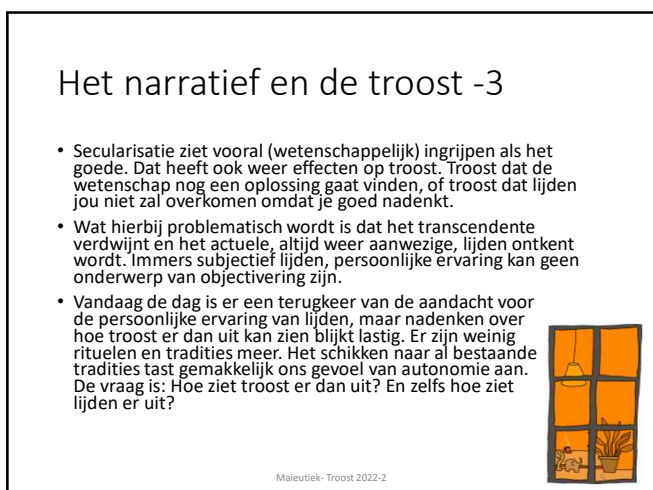 Het narratief en de troost -3
• Secularisatie ziet vooral (wetenschappelijk) ingrijpen als het
goede. Dat heeft ook weer effecten op troost. Troost dat de
wetenschap nog een oplossing gaat vinden, of troost dat lijden
jou niet zal overkomen omdat je goed nadenkt.
• Wat hierbij problematisch wordt is dat het transcendente
verdwijnt en het actuele, altijd weer aanwezige, lijden ontkent
wordt. Immers subjectief lijden, persoonlijke ervaring kan geen
onderwerp van objectivering zijn.
• Vandaag de dag is er een terugkeer van de aandacht voor
de persoonlijke ervaring van lijden, maar nadenken over
hoe troost er dan uit kan zien blijkt lastig. Er zijn weinig
rituelen en tradities meer. Het schikken naar al bestaande
tradities tast gemakkelijk ons gevoel van autonomie aan.
De vraag is: Hoe ziet troost er dan uit? En zelfs hoe ziet
lijden er uit?
Maieutiek- Troost 2022-2